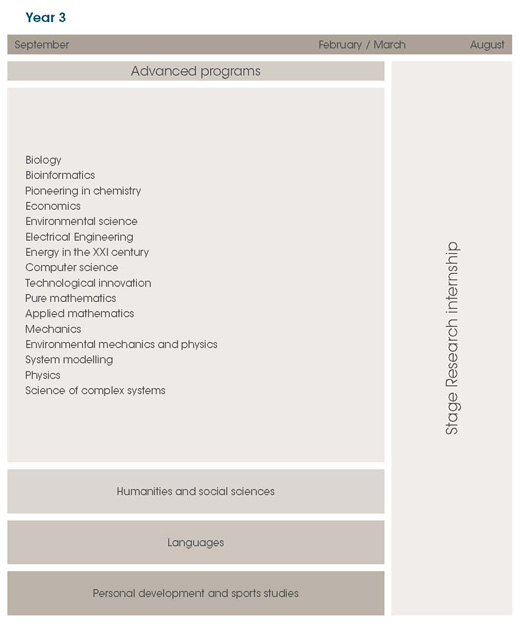 Year 3
September February / March August
Advanced programs
Biology
Bioinformatics
Pioneering in chemistry
Economics
Environmental science
Electrical Engineering
Energy in the XXI century
Computer science
Technological innovation
Pure mathematics
Applied mathematics
Mechanics
Environmental mechanics and physics
System modelling
Physics
Science of complex systems
Stage Research internship
Humanities and social sciences
Languages
Personal development and sports studies